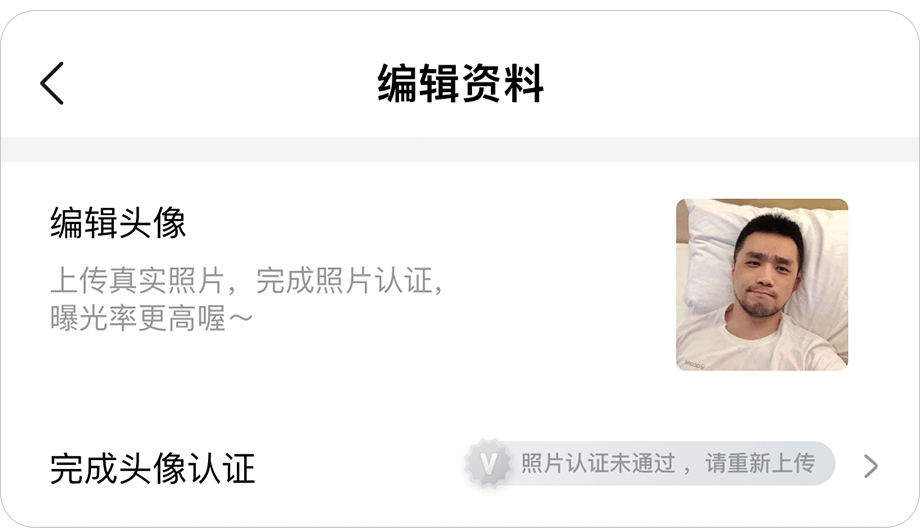 编辑资料
编辑头像
上传真实照片，完成照片认证，
曝光率更高喔～
完成头像认证
V 照片认证未通过，请重新上传